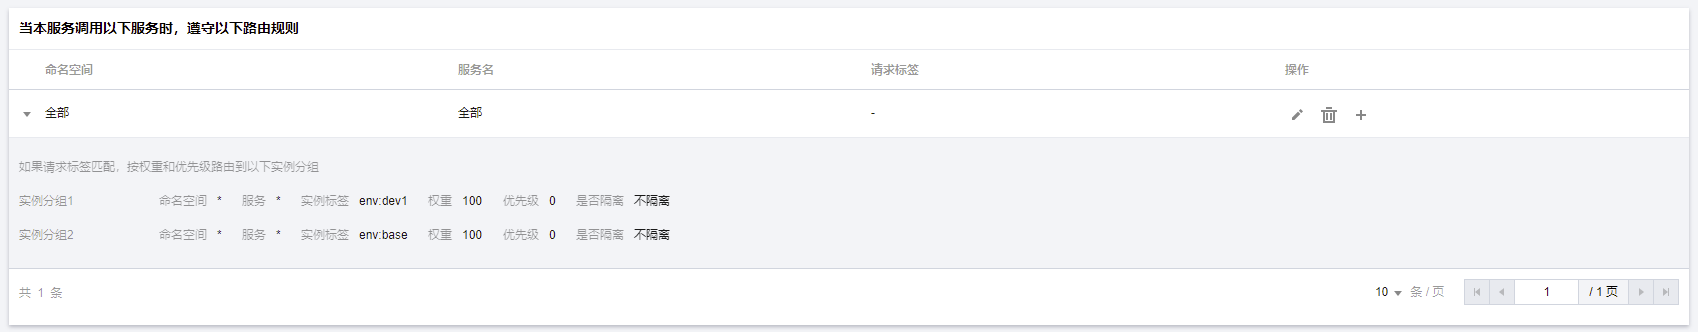 当本服务调用以下服务时，遵守以下路由规则
命名空间 服务名 请求标签 操作
全部 全部 -
如果请求标签匹配，按权重和优先级路由到以下实例分组
实例分组1 命名空间 * 服务 * 实例标签 env:dev1 权重 100 优先级 0 是否隔离 不隔离
实例分组2 命名空间 * 服务 * 实例标签 env:base 权重 100 优先级 0 是否隔离 不隔离
共 1 条 10 条 / 页 1 / 1 页